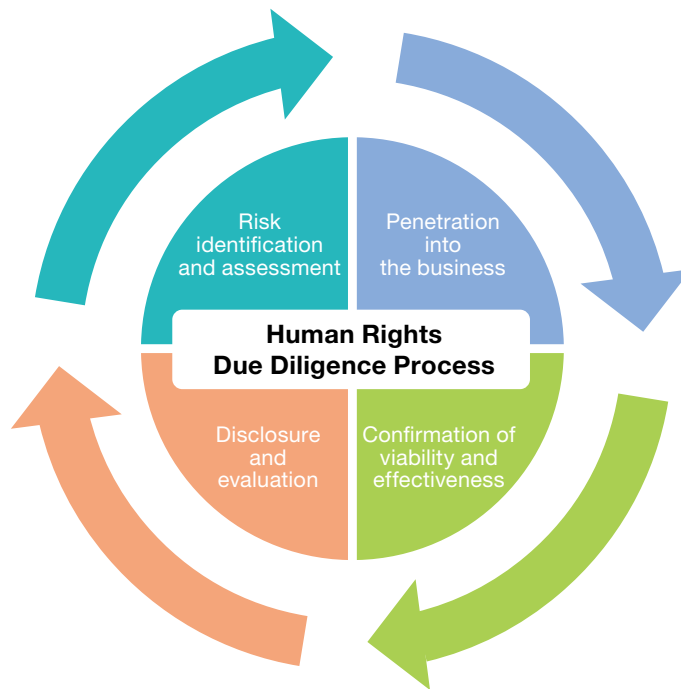 Risk
identification
and assessment
Penetration
into
the business
Human Rights
Due Diligence Process
Disclosure
and
evaluation
Confirmation of
viability and
effectiveness